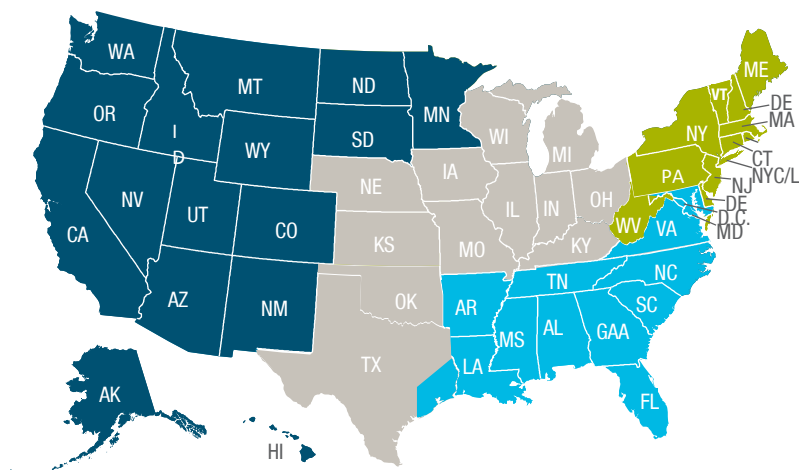 WA
MT
ND
MN
OR
I
D
WY
SD
WI
MI
ME
VT
DE
MA
NY
CT
NYC/L
NV
UT
CO
CA
NE
IA
IL
IN
OH
PA
NJ
DE
D.C.
MD
WV
VA
KS
MO
KY
AZ
NM
OK
AR
TN
NC
SC
MS
AL
GAA
TX
LA
FL
AK
HI